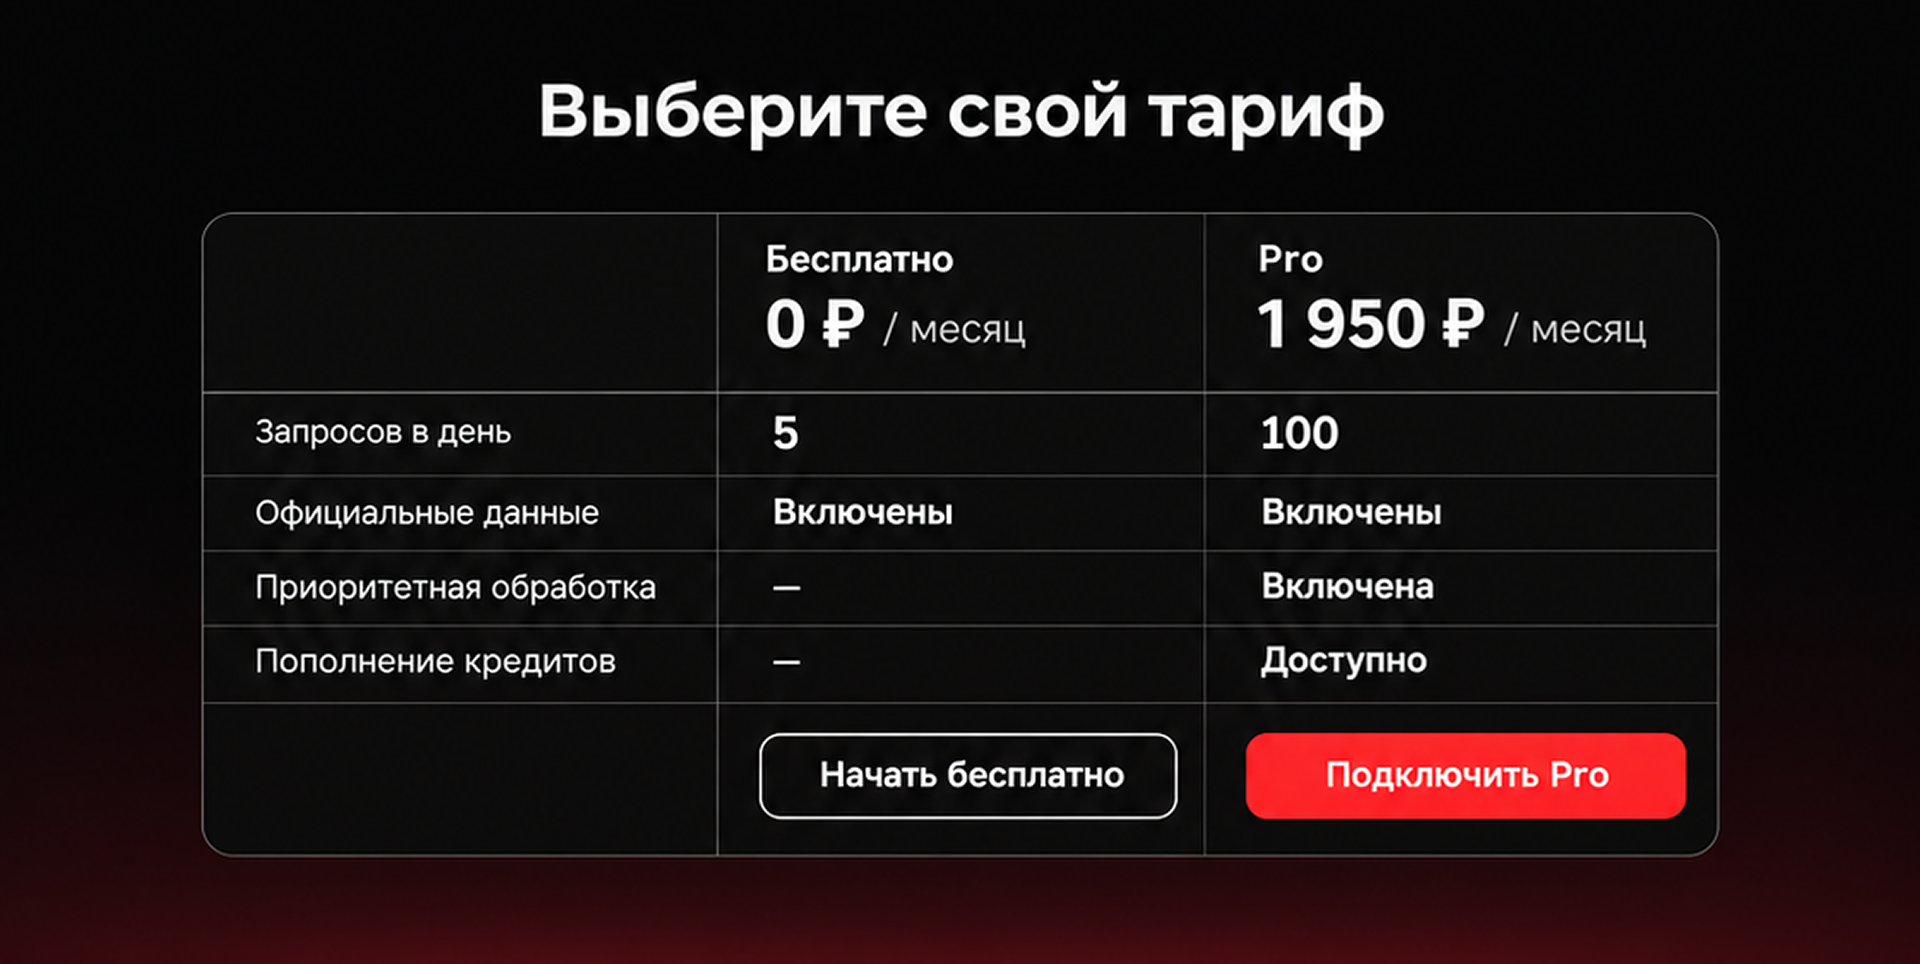 Выберите свой тариф
Бесплатно
0 ₽ / месяц
Pro
1 950 ₽ / месяц
Запросов в день
5
100
Официальные данные
Включены
Включены
Приоритетная обработка
—
Включена
Пополнение кредитов
—
Доступно
Начать бесплатно
Подключить Pro